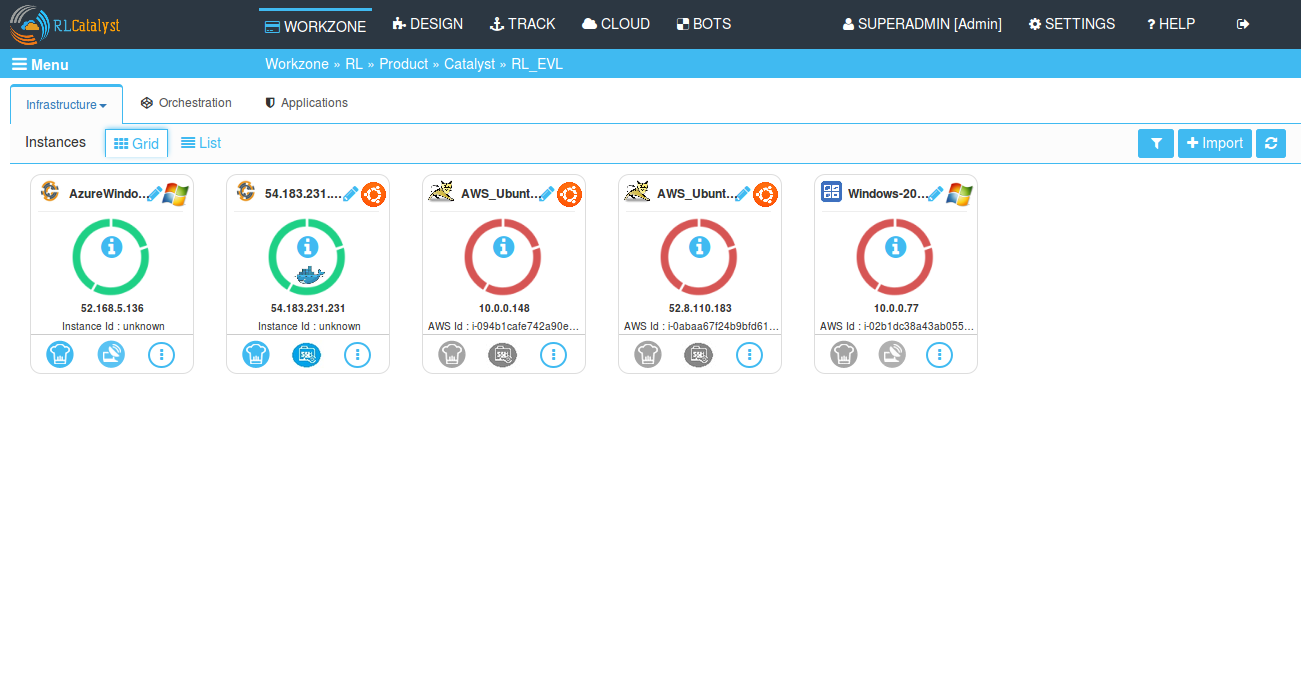 RLCatalyst
WORKZONE DESIGN TRACK CLOUD BOTS SUPERADMIN [Admin] SETTINGS ? HELP
Menu Workzone » RL » Product » Catalyst » RL_EVL
Infrastructure Orchestration Applications
Instances Grid List + Import
AzureWindo...
52.168.5.136
Instance Id : unknown
54.183.231....
54.183.231.231
Instance Id : unknown
SSH
AWS_Ubunt...
10.0.0.148
AWS Id : i-094b1cafe742a90e...
SSH
AWS_Ubunt...
52.8.110.183
AWS Id : i-0abaa67f24b9bfd61...
SSH
Windows-20...
10.0.0.77
AWS Id : i-02b1dc38a43ab055...